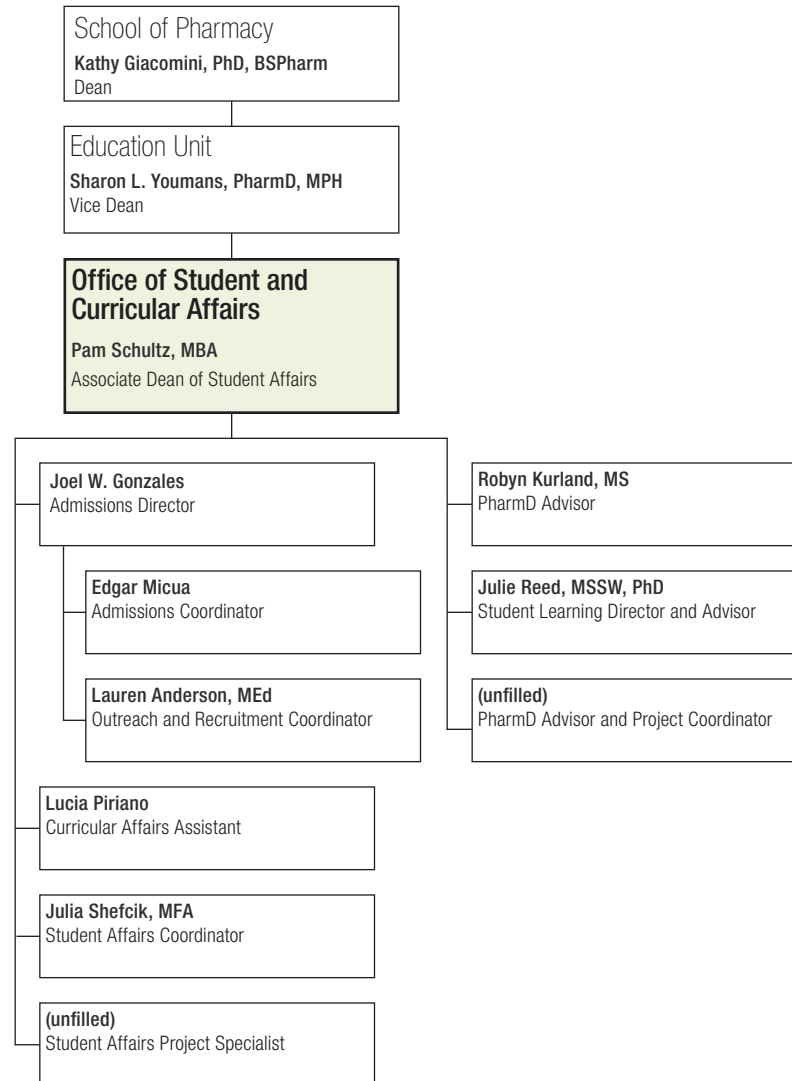 School of Pharmacy
Kathy Giacomini, PhD, BSPharm
Dean
Education Unit
Sharon L. Youmans, PharmD, MPH
Vice Dean
Office of Student and
Curricular Affairs
Pam Schultz, MBA
Associate Dean of Student Affairs
Joel W. Gonzales
Admissions Director
Edgar Micua
Admissions Coordinator
Lauren Anderson, MEd
Outreach and Recruitment Coordinator
Lucia Piriano
Curricular Affairs Assistant
Julia Shefcik, MFA
Student Affairs Coordinator
(unfilled)
Student Affairs Project Specialist
Robyn Kurland, MS
PharmD Advisor
Julie Reed, MSSW, PhD
Student Learning Director and Advisor
(unfilled)
PharmD Advisor and Project Coordinator